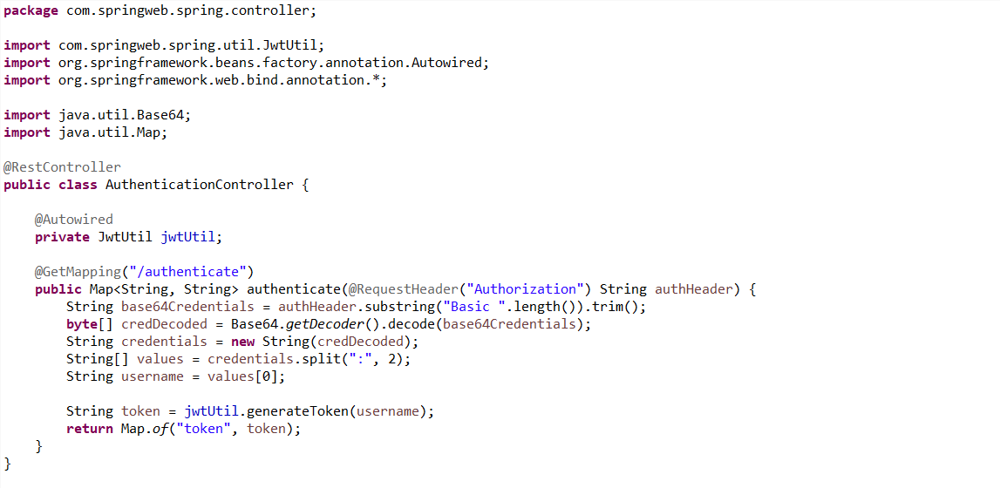 package com.springweb.spring.controller;

import com.springweb.spring.util.JwtUtil;
import org.springframework.beans.factory.annotation.Autowired;
import org.springframework.web.bind.annotation.*;

import java.util.Base64;
import java.util.Map;

@RestController
public class AuthenticationController {

    @Autowired
    private JwtUtil jwtUtil;

    @GetMapping("/authenticate")
    public Map<String, String> authenticate(@RequestHeader("Authorization") String authHeader) {
        String base64Credentials = authHeader.substring("Basic ".length()).trim();
        byte[] credDecoded = Base64.getDecoder().decode(base64Credentials);
        String credentials = new String(credDecoded);
        String[] values = credentials.split(":", 2);
        String username = values[0];

        String token = jwtUtil.generateToken(username);
        return Map.of("token", token);
    }
}